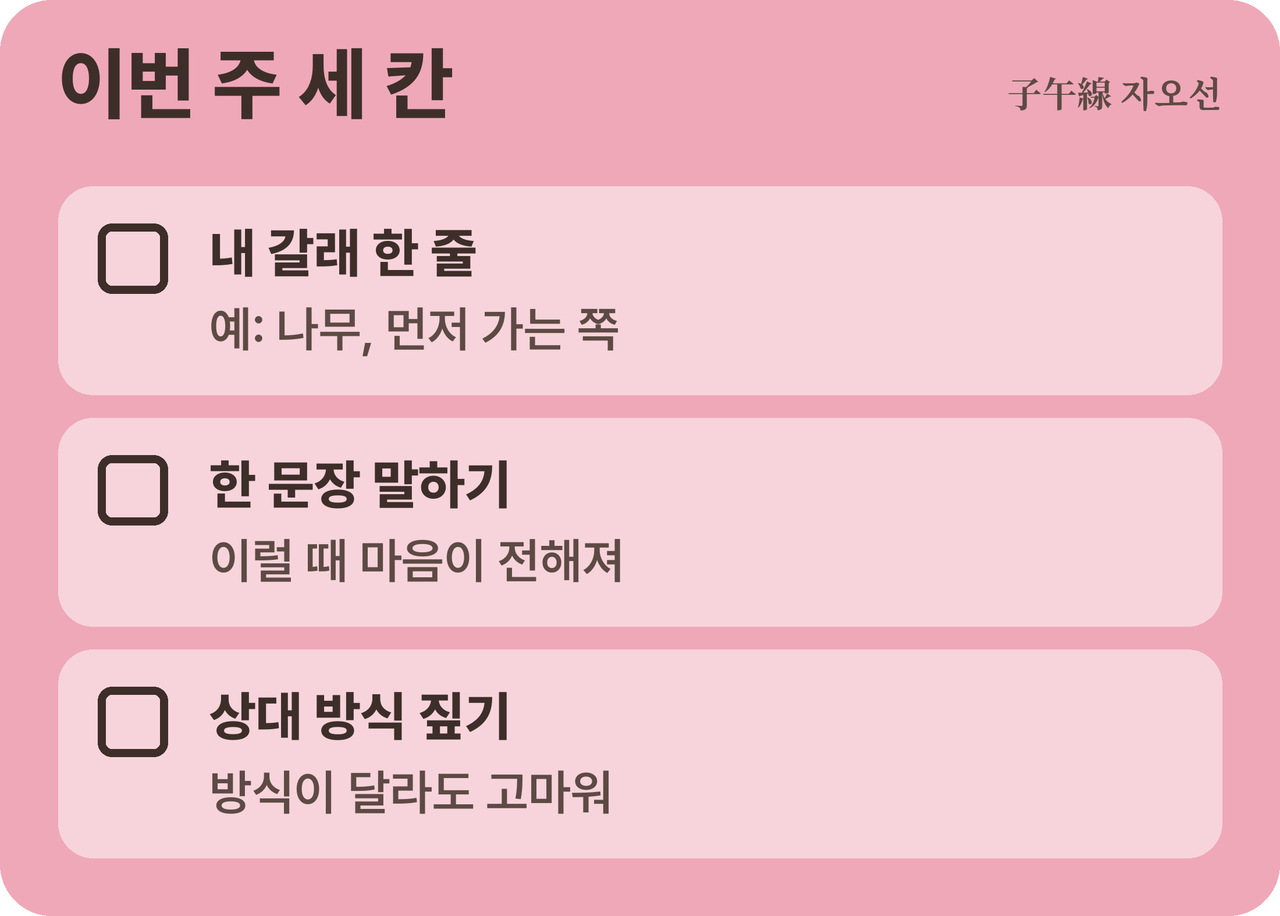 이번 주 세 칸
子午線 자오선
내 갈래 한 줄
예: 나무, 먼저 가는 쪽
한 문장 말하기
이럴 때 마음이 전해져
상대 방식 짚기
방식이 달라도 고마워